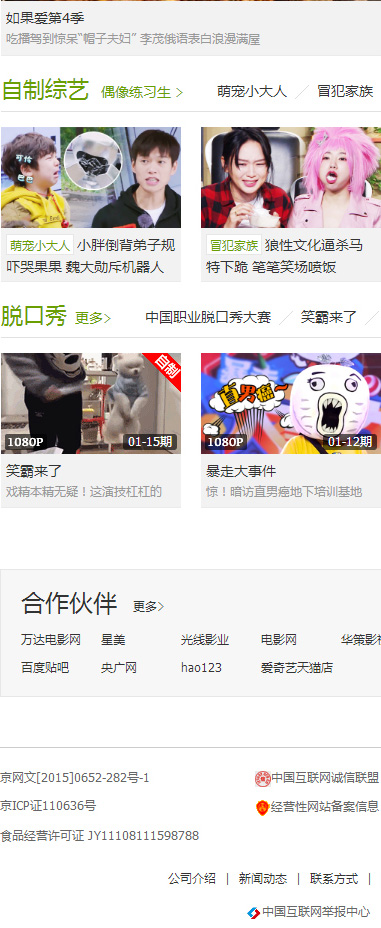 如果爱第4季
吃播驾到惊呆“帽子夫妇” 李茂俄语表白浪漫满屋
自制综艺 偶像练习生 > 萌宠小大人 / 冒犯家族
可怜
巴巴
萌宠小大人 小胖倒背弟子规
吓哭果果 魏大勋斥机器人
冒犯家族 狼性文化逼杀马
特下跪 笔笔笑场喷饭
脱口秀 更多> 中国职业脱口秀大赛 / 笑霸来了 /
自制
1080P 01-15期
直男癌~
1080P 01-12期
笑霸来了
戏精本精无疑！这演技杠杠的
暴走大事件
惊！暗访直男癌地下培训基地
合作伙伴 更多>
万达电影网 星美 光线影业 电影网 华策影视
百度贴吧 央广网 hao123 爱奇艺天猫店
京网文[2015]0652-282号-1 中国互联网诚信联盟
京ICP证110636号 经营性网站备案信息
食品经营许可证 JY11108111598788
公司介绍 | 新闻动态 | 联系方式 |
中国互联网举报中心